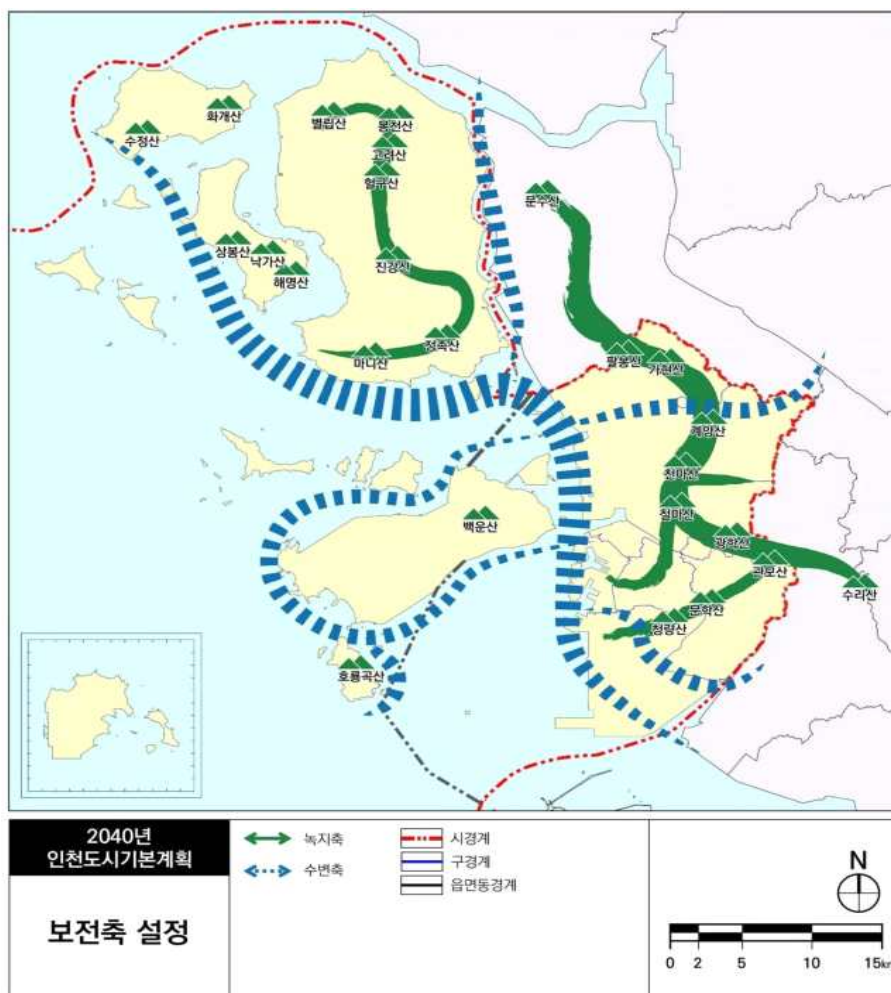 화개산
수정산
별립산
봉천산
고려산
혈구산
문수산
상봉산
낙가산
해명산
진강산
정족산
마니산
팔봉산
가현산
계양산
천마산
철마산
백운산
광학산
관모산
수리산
문학산
청량산
호룡곡산
2040년
인천도시기본계획
보전축 설정
녹지축
수변축
시경계
구경계
읍면동경계
N
0 2 5 10 15km